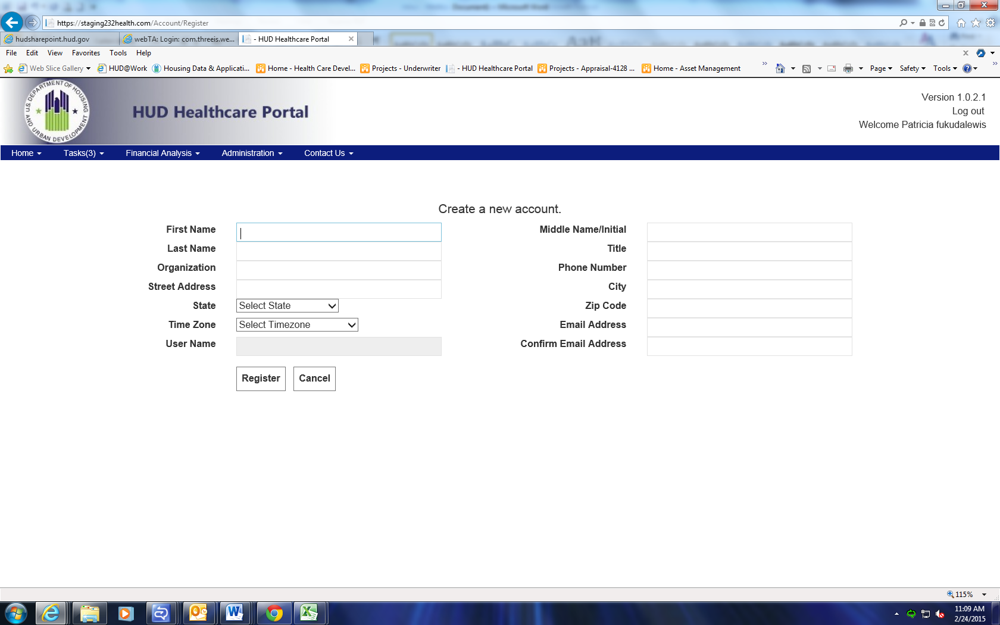 Document1 - Microsoft Word
https://staging232health.com/Account/Register
hudsharepoint.hud.gov
webTA: Login: com.threeis.we...
- HUD Healthcare Portal
File Edit View Favorites Tools Help
Web Slice Gallery HUD@Work Housing Data & Applicati... Home - Health Care Devel... Projects - Underwriter - HUD Healthcare Portal Projects - Appraisal-4128 ... Home - Asset Management Page Safety Tools
U.S. DEPARTMENT OF HOUSING AND URBAN DEVELOPMENT
HUD Healthcare Portal
Version 1.0.2.1
Log out
Welcome Patricia fukudalewis
Home Tasks(3) Financial Analysis Administration Contact Us
Create a new account.
First Name Middle Name/Initial
Last Name Title
Organization Phone Number
Street Address City
State Select State Zip Code
Time Zone Select Timezone Email Address
User Name Confirm Email Address
Register Cancel
115%
11:09 AM
2/24/2015